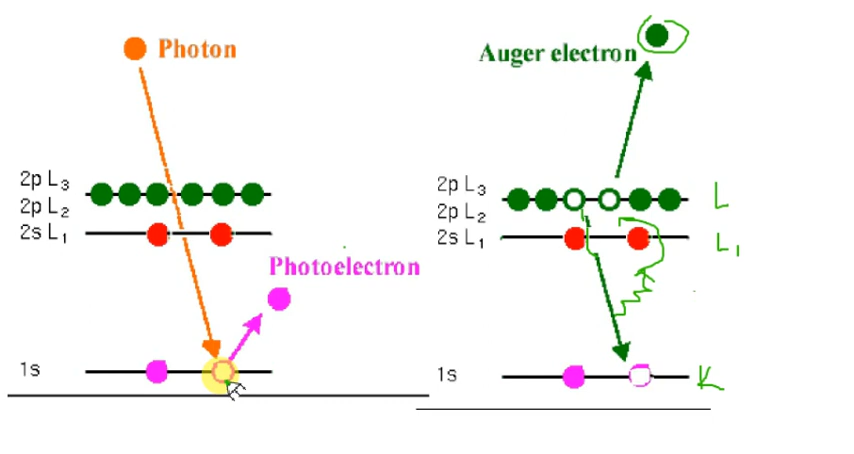 Photon
2p L₃
2p L₂
2s L₁
Photoelectron
1s
Auger electron
2p L₃
2p L₂
2s L₁
1s
L
L₁
K